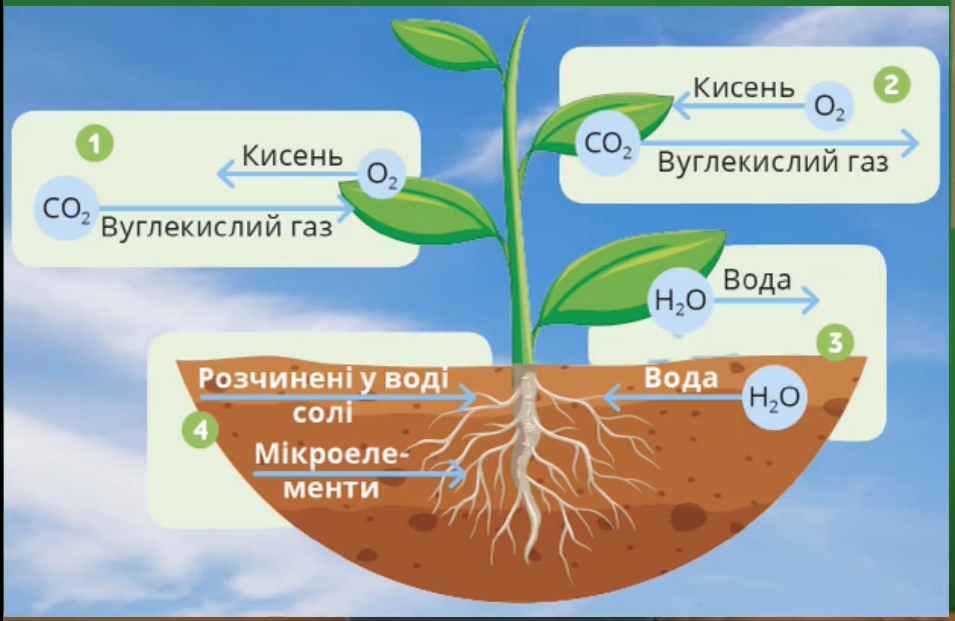 1
Кисень
O₂
CO₂
Вуглекислий газ
2
Кисень
O₂
CO₂
Вуглекислий газ
H₂O
Вода
3
Розчинені у воді
солі
Вода
H₂O
4
Мікроеле-
менти